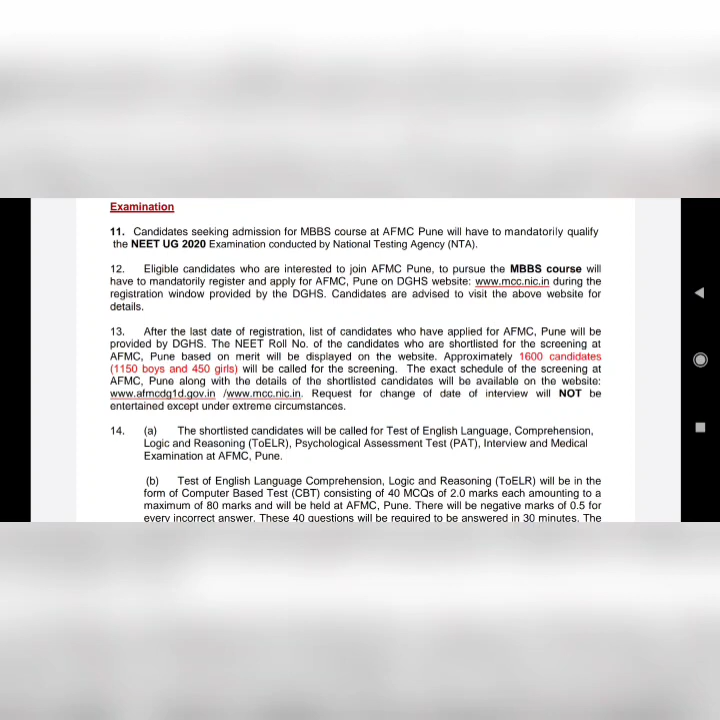 Examination
11. Candidates seeking admission for MBBS course at AFMC Pune will have to mandatorily qualify
the NEET UG 2020 Examination conducted by National Testing Agency (NTA).
12. Eligible candidates who are interested to join AFMC Pune, to pursue the MBBS course will
have to mandatorily register and apply for AFMC, Pune on DGHS website: www.mcc.nic.in during the
registration window provided by the DGHS. Candidates are advised to visit the above website for
details.
13. After the last date of registration, list of candidates who have applied for AFMC, Pune will be
provided by DGHS. The NEET Roll No. of the candidates who are shortlisted for the screening at
AFMC, Pune based on merit will be displayed on the website. Approximately 1600 candidates
(1150 boys and 450 girls) will be called for the screening. The exact schedule of the screening at
AFMC, Pune along with the details of the shortlisted candidates will be available on the website:
www.afmcdg1d.gov.in /www.mcc.nic.in. Request for change of date of interview will NOT be
entertained except under extreme circumstances.
14. (a) The shortlisted candidates will be called for Test of English Language, Comprehension,
Logic and Reasoning (ToELR), Psychological Assessment Test (PAT), Interview and Medical
Examination at AFMC, Pune.
(b) Test of English Language Comprehension, Logic and Reasoning (ToELR) will be in the
form of Computer Based Test (CBT) consisting of 40 MCQs of 2.0 marks each amounting to a
maximum of 80 marks and will be held at AFMC, Pune. There will be negative marks of 0.5 for
every incorrect answer. These 40 questions will be required to be answered in 30 minutes. The